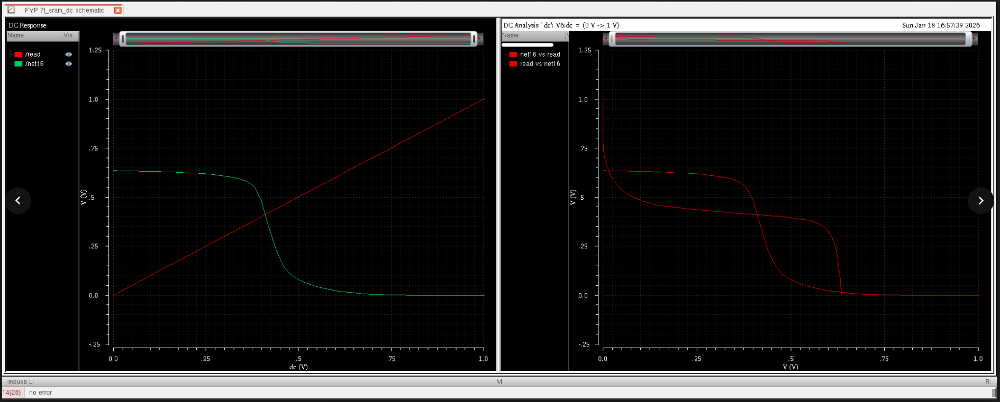 FYP 7t_sram_dc schematic
DC Response
Name Vis
/read
/net16
1.25
1.0
.75
.5
.25
0.0
-.25
V (V)
0.0 .25 .5 .75 1.0
dc (V)
DC Analysis `dc': V6:dc = (0 V -> 1 V) Sun Jan 18 16:57:39 2026
Name V
net16 vs read
read vs net16
1.25
1.0
.75
.5
.25
0.0
-.25
V (V)
0.0 .25 .5 .75 1.0
V (V)
mouse L: M: R:
14(28) no error